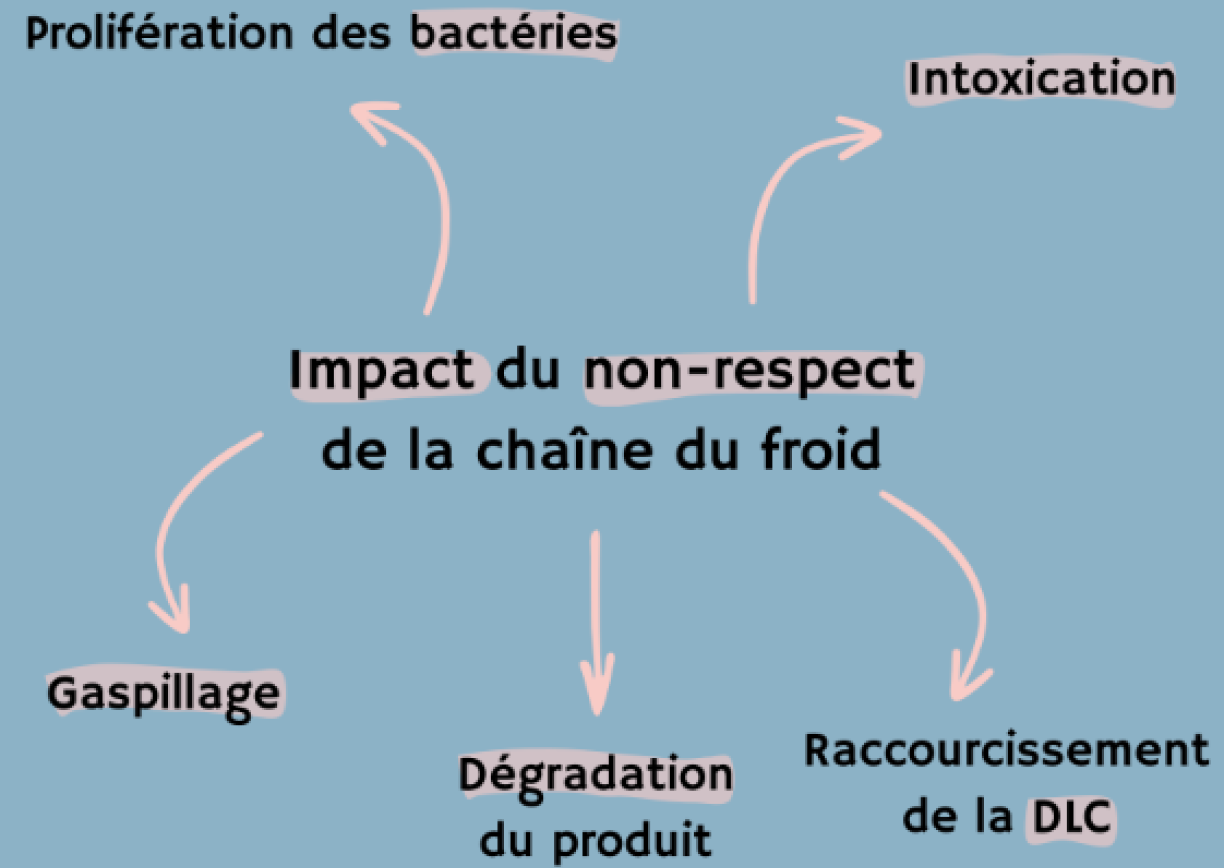 Prolifération des bactéries
Intoxication
Impact du non-respect
de la chaîne du froid
Gaspillage
Dégradation
du produit
Raccourcissement
de la DLC